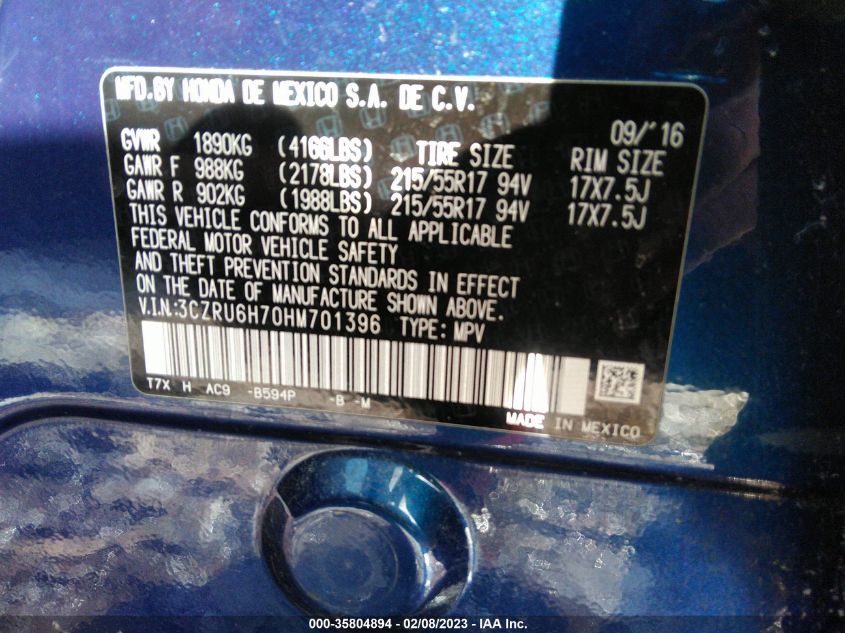 MFD.BY HONDA DE MEXICO S.A. DE C.V.
09/'16
GVWR 1890KG (4166LBS) TIRE SIZE RIM SIZE
GAWR F 988KG (2178LBS) 215/55R17 94V 17X7.5J
GAWR R 902KG (1988LBS) 215/55R17 94V 17X7.5J
THIS VEHICLE CONFORMS TO ALL APPLICABLE
FEDERAL MOTOR VEHICLE SAFETY
AND THEFT PREVENTION STANDARDS IN EFFECT
ON THE DATE OF MANUFACTURE SHOWN ABOVE.
V.I.N:3CZRU6H70HM701396 TYPE: MPV
T7X H AC9 -B594P -B -M
MADE IN MEXICO
000-35804894 - 02/08/2023 - IAA Inc.